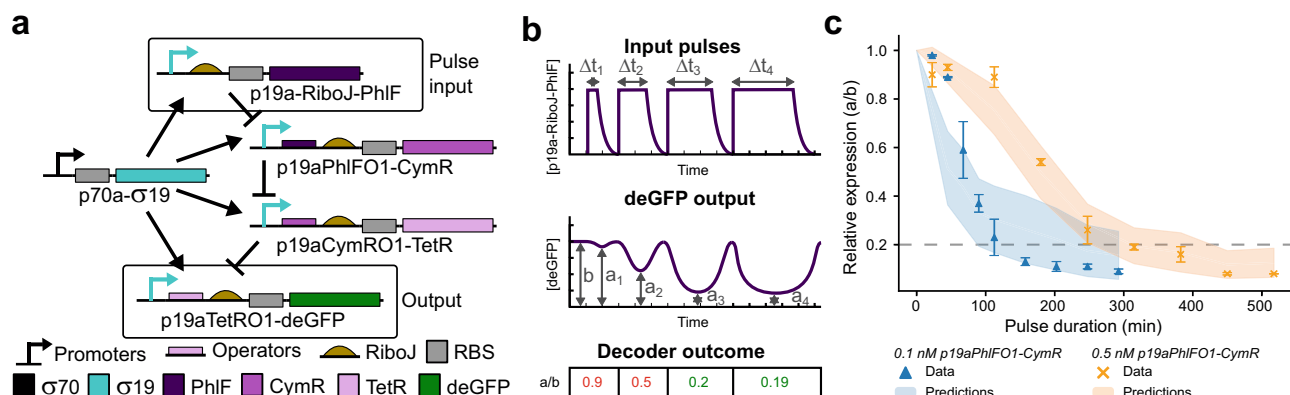 a
Pulse input
p19a-RiboJ-PhlF
p19aPhlFO1-CymR
p70a-σ19
p19aCymRO1-TetR
Output
p19aTetRO1-deGFP
Promoters Operators RiboJ RBS
σ70 σ19 PhlF CymR TetR deGFP
b
Input pulses
Δt1 Δt2 Δt3 Δt4
[p19a-RiboJ-PhlF]
Time
deGFP output
[deGFP]
b a1 a2 a3 a4
Time
Decoder outcome
a/b 0.9 0.5 0.2 0.19
c
Relative expression (a/b)
1.0
0.8
0.6
0.4
0.2
0 100 200 300 400 500
Pulse duration (min)
0.1 nM p19aPhlFO1-CymR 0.5 nM p19aPhlFO1-CymR
Data Data
Predictions Predictions